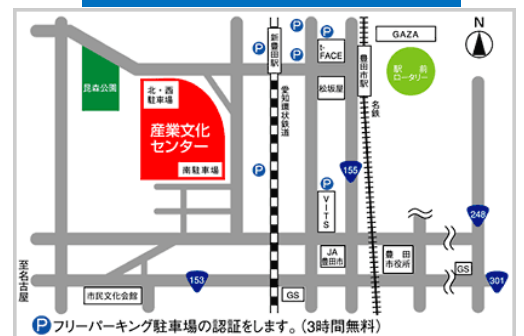 N
GAZA
新豊田駅
P
P
P
P
t-FACE
豊田市駅
駅前
ロータリー
昆森公園
北・西
駐車場
松坂屋
愛知環状鉄道
名鉄
産業文化
センター
南駐車場
P
155
P
VITS
248
JA
豊田市
豊田
市役所
GS
至名古屋
153
301
市民文化会館
GS
Pフリーパーキング駐車場の認証をします。(3時間無料)